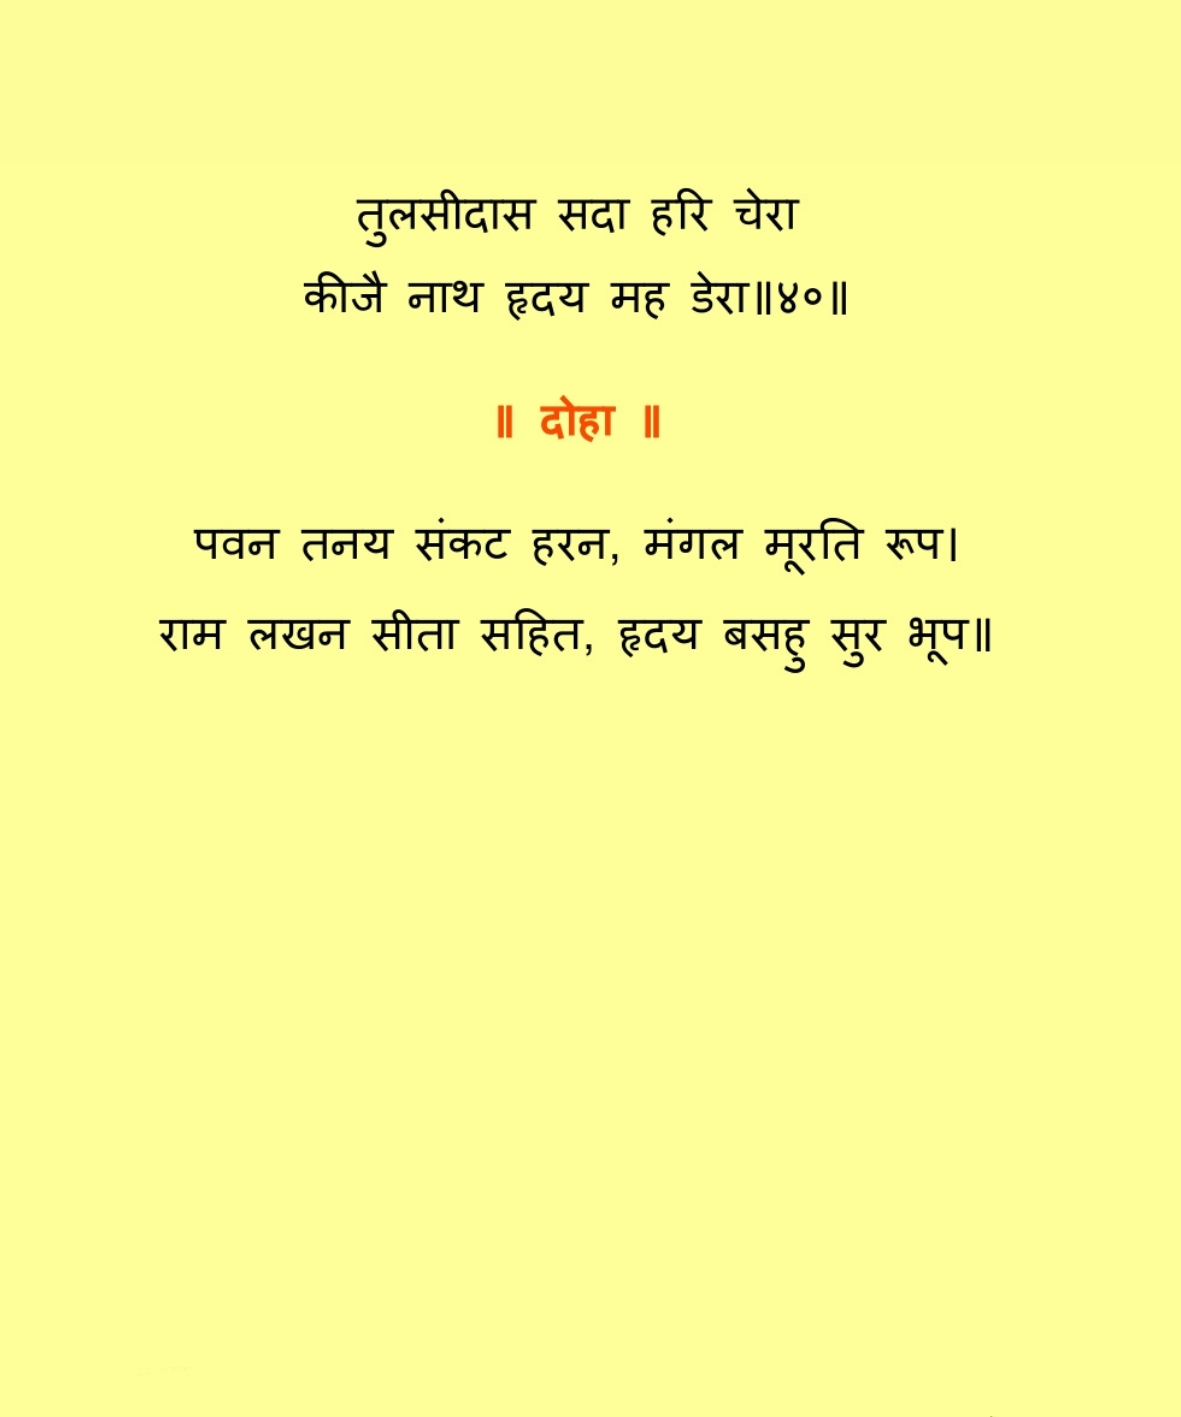 तुलसीदास सदा हरि चेरा
कीजै नाथ हृदय मह डेरा॥४०॥
॥ दोहा ॥
पवन तनय संकट हरन, मंगल मूरति रूप।
राम लखन सीता सहित, हृदय बसहु सुर भूप॥